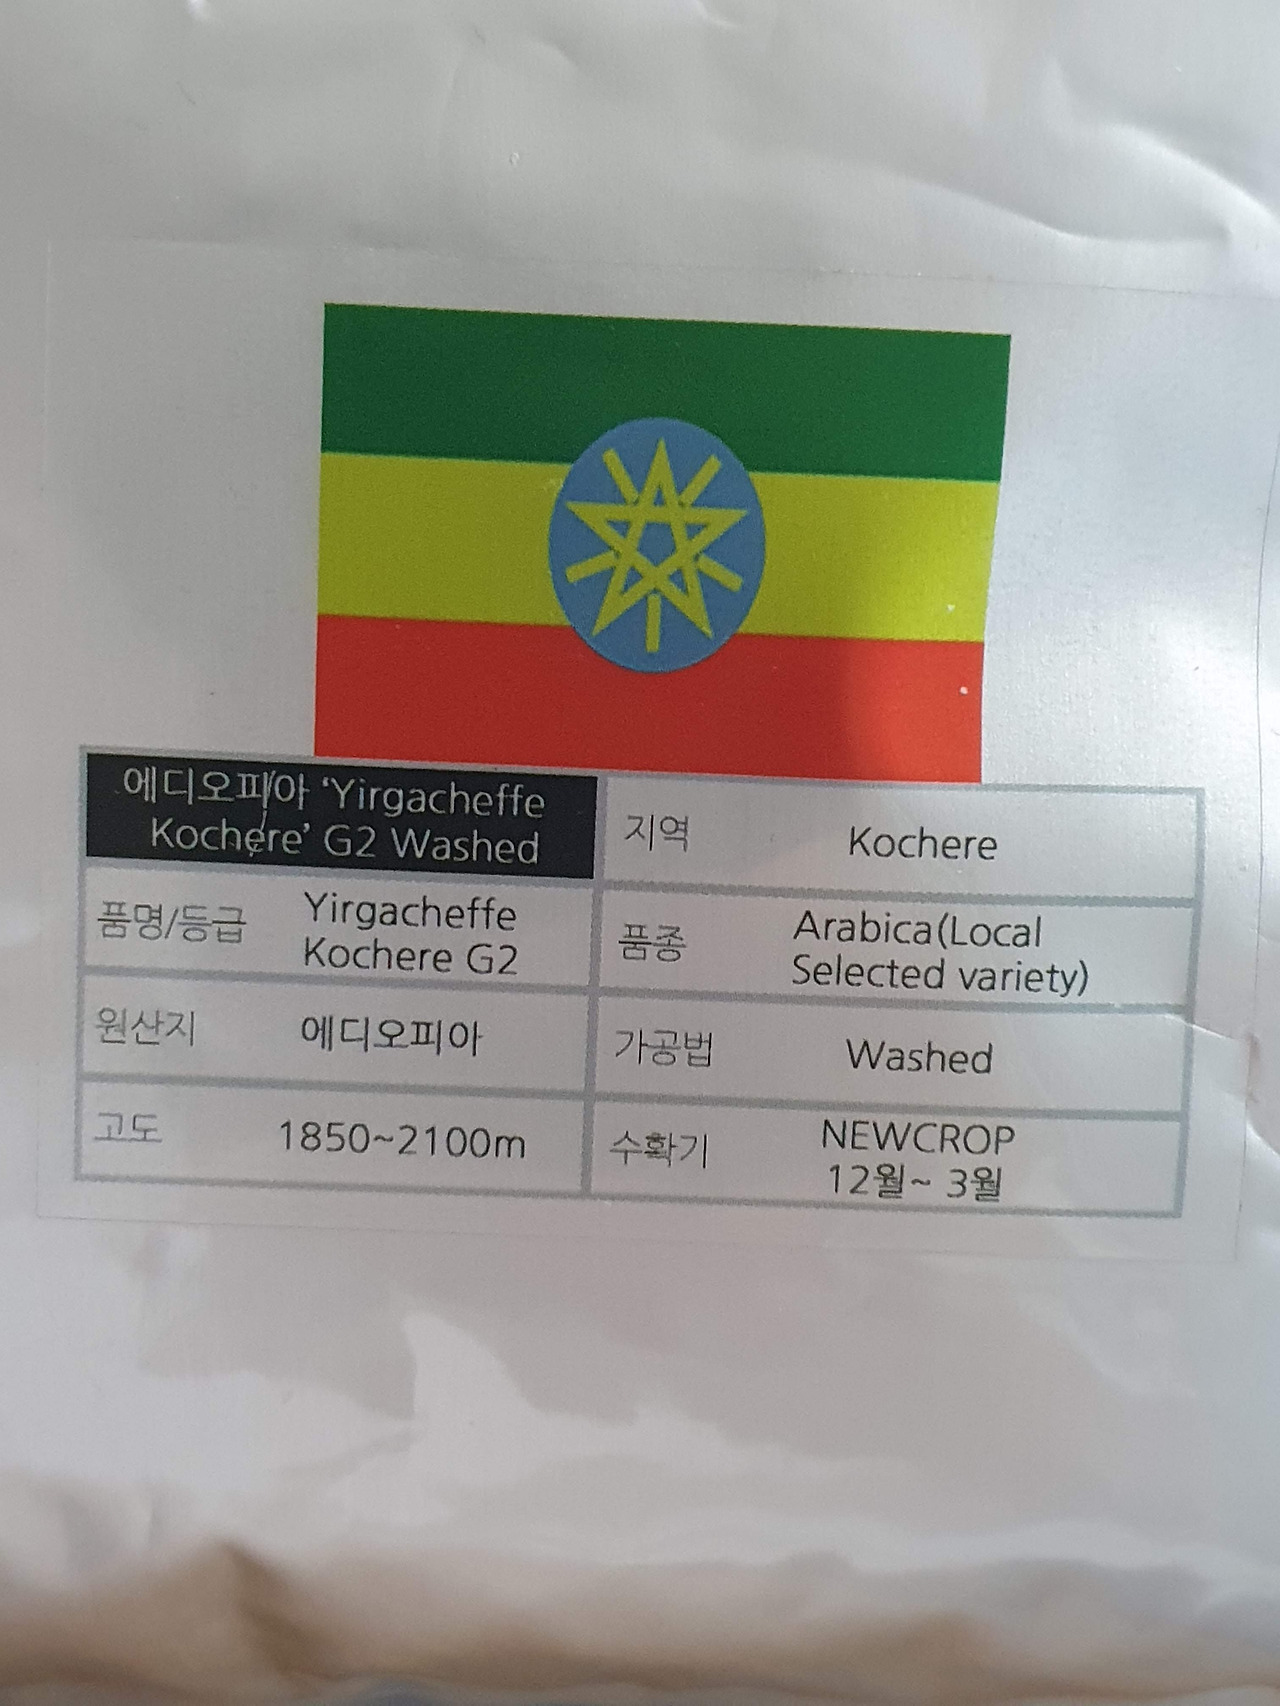 에디오피아 ‘Yirgacheffe
Kochere’ G2 Washed
지역 Kochere
품명/등급 Yirgacheffe
Kochere G2
품종 Arabica(Local
Selected variety)
원산지 에디오피아
가공법 Washed
고도 1850~2100m
수확기 NEWCROP
12월~ 3월